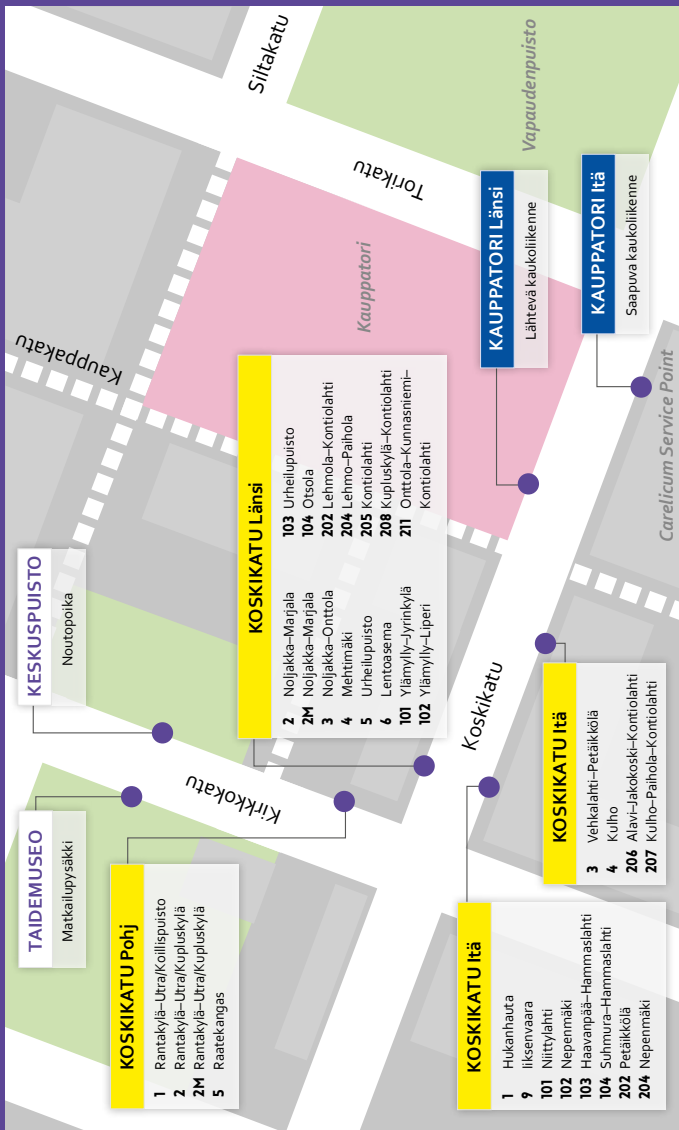 Siltakatu
Vapaudenpuisto
Torikatu
Kauppatori
Kauppakatu
KESKUSPUISTO
Noutopoika
TAIDEMUSEO
Matkailupysäkki
Kirkkokatu
KOSKIKATU Pohj
1 Rantakylä–Utra/Koillispuisto
2 Rantakylä–Utra/Kupluskylä
2M Rantakylä–Utra/Kupluskylä
5 Raatekangas
KOSKIKATU Länsi
2 Noljakka–Marjala
2M Noljakka–Marjala
3 Noljakka–Onttola
4 Mehtimäki
5 Urheilupuisto
6 Lentoasema
101 Ylämylly–Jyrinkylä
102 Ylämylly–Liperi
103 Urheilupuisto
104 Otsola
202 Lehmola–Kontiolahti
204 Lehmo–Paihola
205 Kontiolahti
208 Kupluskylä–Kontiolahti
211 Onttola–Kunnasniemi–
Kontiolahti
KAUPPATORI Länsi
Lähtevä kaukoliikenne
KAUPPATORI Itä
Saapuva kaukoliikenne
Koskikatu
Carelicum Service Point
KOSKIKATU Itä
1 Hukanhauta
9 Iiksenvaara
101 Niittylahti
102 Nepenmäki
103 Haavanpää–Hammaslahti
104 Suhmura–Hammaslahti
202 Petäikkölä
204 Nepenmäki
KOSKIKATU Itä
3 Vehkalahti–Petäikkölä
4 Kulho
206 Alavi–Jakokoski–Kontiolahti
207 Kulho–Paihola–Kontiolahti